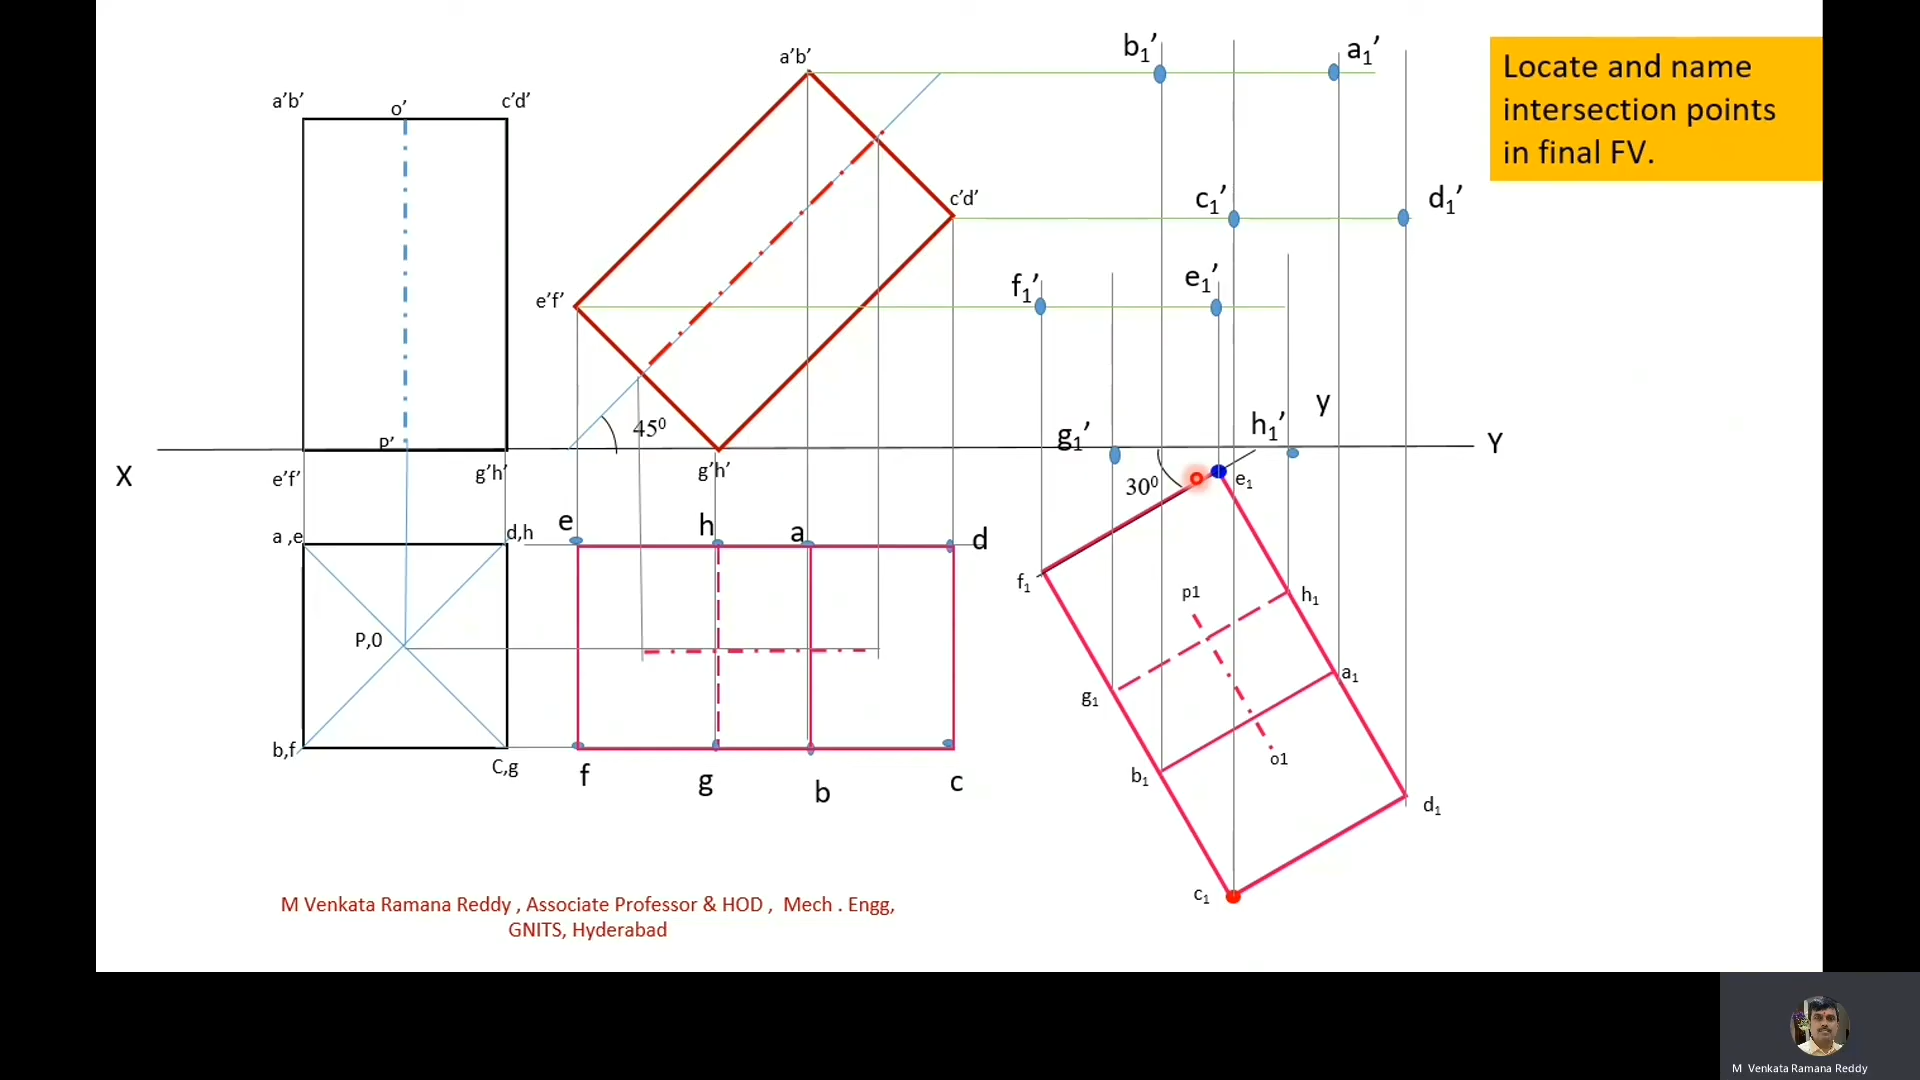 a'b'
b₁'
a₁'
Locate and name
intersection points
in final FV.
a'b'
o'
c'd'
c'd'
c₁'
d₁'
e'f'
f₁'
e₁'
45⁰
P'
g₁'
h₁'
y
X
Y
e'f'
g'h'
g'h'
30⁰
e₁
a ,e
d,h
e
h
a
d
f₁
p1
h₁
P,0
g₁
a₁
b,f
C,g
f
g
b
c
b₁
o1
d₁
c₁
M Venkata Ramana Reddy , Associate Professor & HOD , Mech . Engg,
GNITS, Hyderabad
M Venkata Ramana Reddy